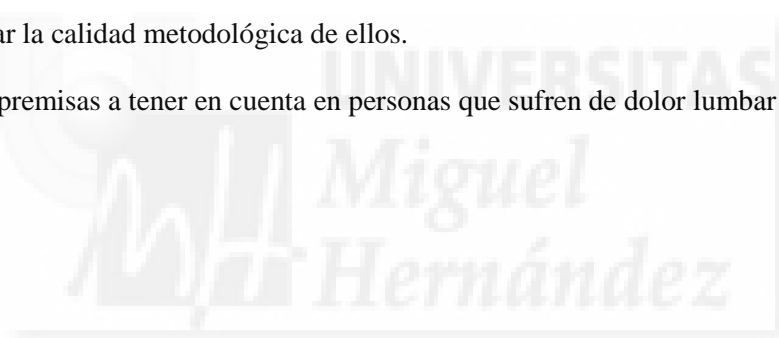 ar la calidad metodológica de ellos.
UNIVERSITAS
premisas a tener en cuenta en personas que sufren de dolor lumbar
Miguel
Hernández